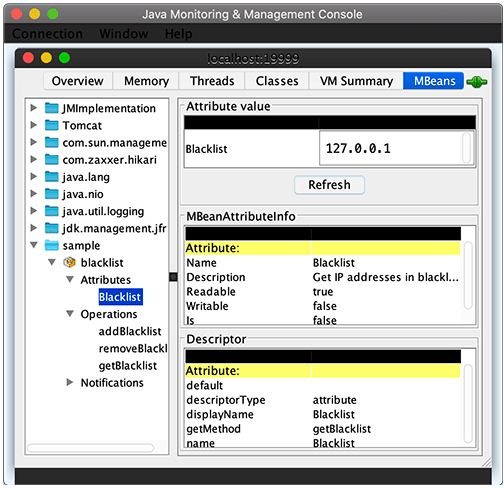 Java Monitoring & Management Console
Connection Window Help
localhost:19999
Overview Memory Threads Classes VM Summary MBeans
JMImplementation
Tomcat
com.sun.manageme
com.zaxxer.hikari
java.lang
java.nio
java.util.logging
jdk.management.jfr
sample
blacklist
Attributes
Blacklist
Operations
addBlacklist
removeBlackl
getBlacklist
Notifications
Attribute value
Blacklist 127.0.0.1
Refresh
MBeanAttributeInfo
Attribute:
Name Blacklist
Description Get IP addresses in blackl...
Readable true
Writable false
Is false
Descriptor
Attribute:
default
descriptorType attribute
displayName Blacklist
getMethod getBlacklist
name Blacklist